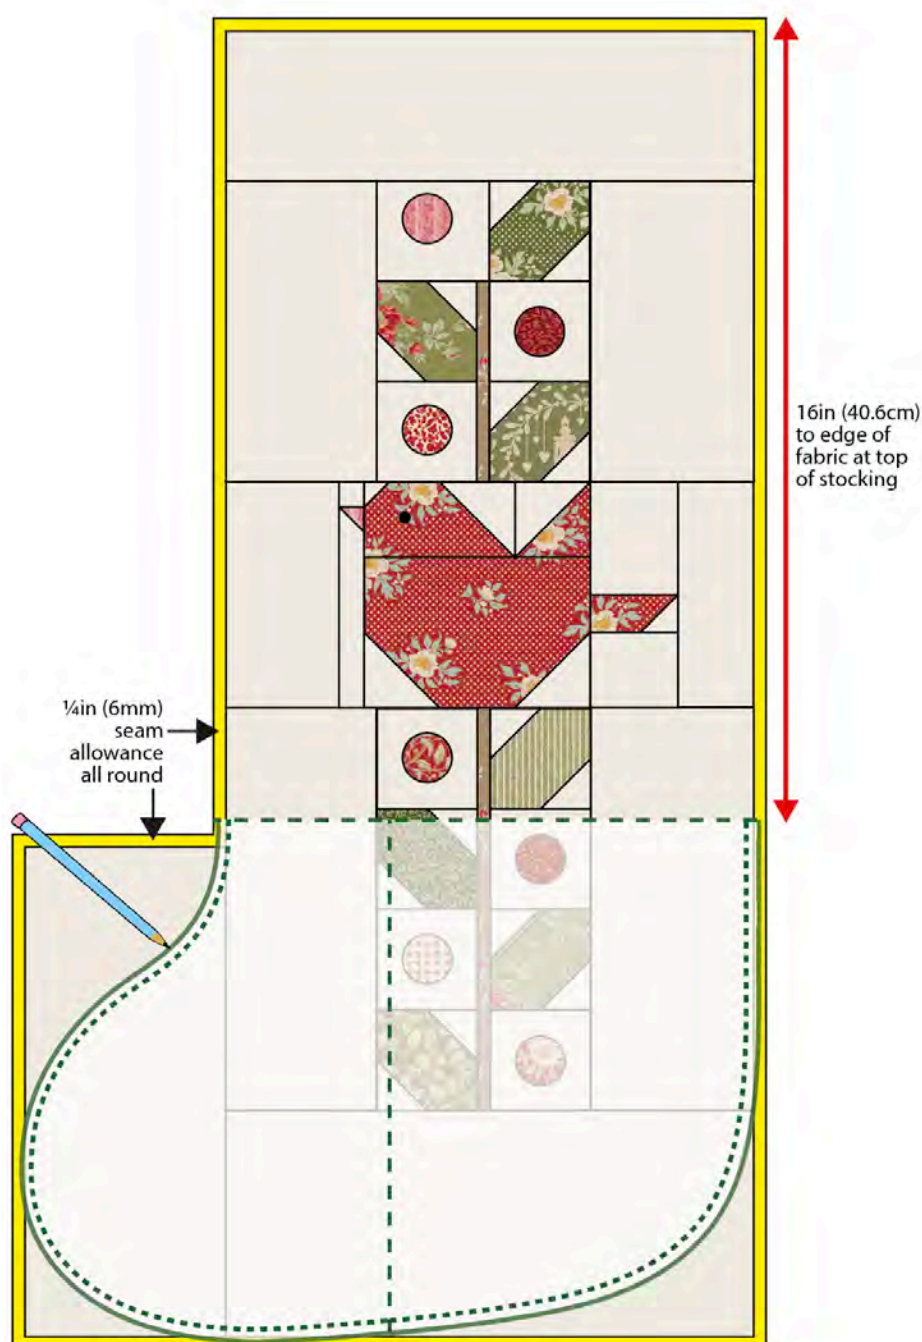 16in (40.6cm)
to edge of
fabric at top
of stocking
¼in (6mm)
seam
allowance
all round